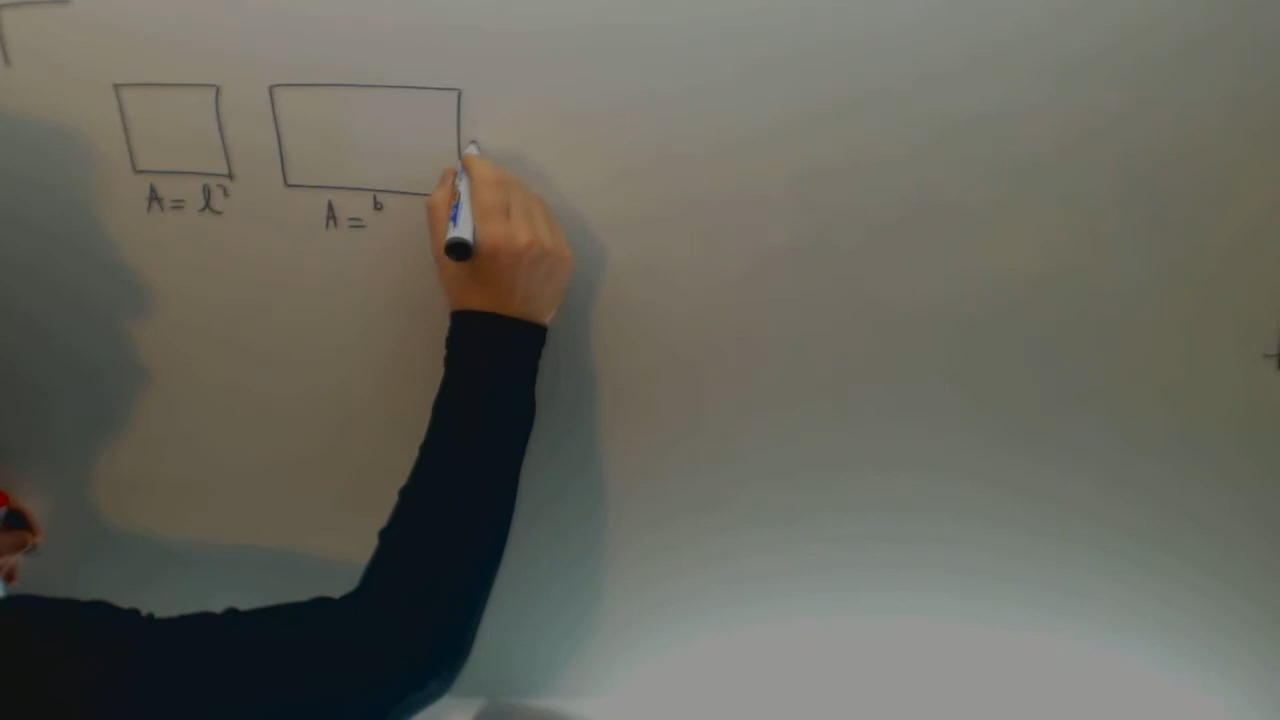 A = l²
b
A =